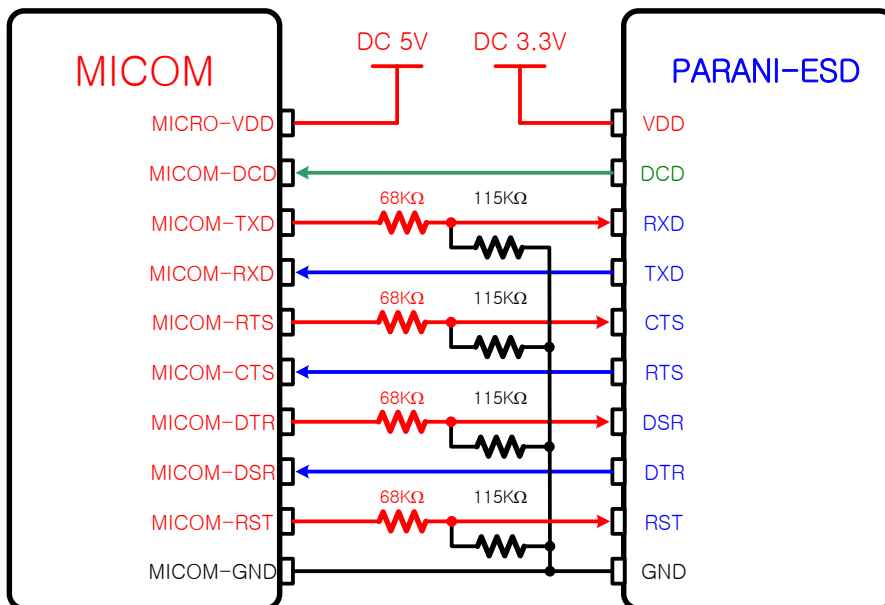 DC 5V DC 3.3V
MICOM PARANI-ESD
MICRO-VDD VDD
MICOM-DCD DCD
68KΩ 115KΩ
MICOM-TXD RXD
MICOM-RXD TXD
68KΩ 115KΩ
MICOM-RTS CTS
MICOM-CTS RTS
68KΩ 115KΩ
MICOM-DTR DSR
MICOM-DSR DTR
68KΩ 115KΩ
MICOM-RST RST
MICOM-GND GND